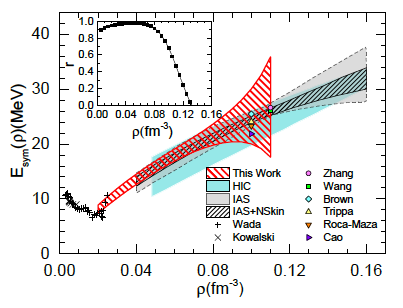 1.0
0.8
0.6
0.4
0.2
0.0
r
0.00 0.04 0.08 0.12 0.16
ρ(fm⁻³)
40
30
20
10
0
E_sym(ρ)(MeV)
This Work
HIC
IAS
IAS+NSkin
Wada
Kowalski
Zhang
Wang
Brown
Trippa
Roca-Maza
Cao
0.00 0.04 0.08 0.12 0.16
ρ(fm⁻³)